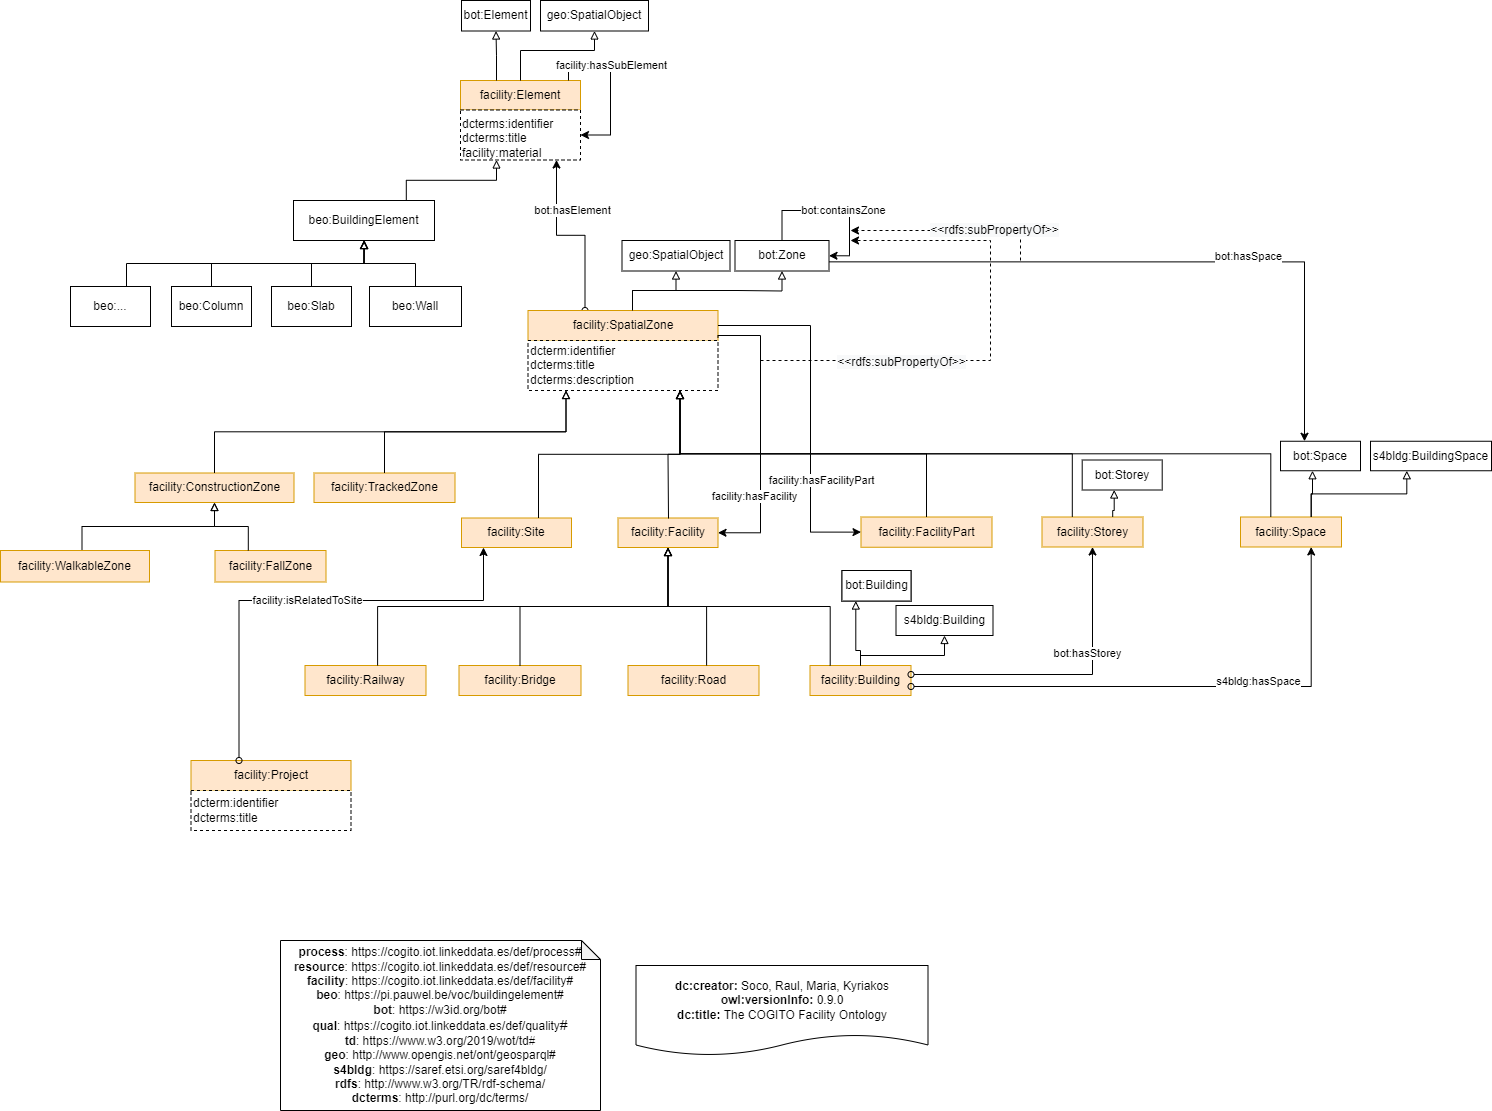 bot:Element
geo:SpatialObject
facility:hasSubElement
facility:Element
dcterms:identifier
dcterms:title
facility:material
bot:hasElement
bot:containsZone
beo:BuildingElement
<<rdfs:subPropertyOf>>
geo:SpatialObject
bot:Zone
bot:hasSpace
beo:...
beo:Column
beo:Slab
beo:Wall
facility:SpatialZone
dcterm:identifier
dcterms:title
dcterms:description
<<rdfs:subPropertyOf>>
bot:Space
s4bldg:BuildingSpace
bot:Storey
facility:hasFacilityPart
facility:hasFacility
facility:ConstructionZone
facility:TrackedZone
facility:Site
facility:Facility
facility:FacilityPart
facility:Storey
facility:Space
facility:WalkableZone
facility:FallZone
bot:Building
facility:isRelatedToSite
s4bldg:Building
bot:hasStorey
facility:Railway
facility:Bridge
facility:Road
facility:Building
s4bldg:hasSpace
facility:Project
dcterm:identifier
dcterms:title
process: https://cogito.iot.linkeddata.es/def/process#
resource: https://cogito.iot.linkeddata.es/def/resource#
facility: https://cogito.iot.linkeddata.es/def/facility#
beo: https://pi.pauwel.be/voc/buildingelement#
bot: https://w3id.org/bot#
qual: https://cogito.iot.linkeddata.es/def/quality#
td: https://www.w3.org/2019/wot/td#
geo: http://www.opengis.net/ont/geosparql#
s4bldg: https://saref.etsi.org/saref4bldg/
rdfs: http://www.w3.org/TR/rdf-schema/
dcterms: http://purl.org/dc/terms/
dc:creator: Soco, Raul, Maria, Kyriakos
owl:versionInfo: 0.9.0
dc:title: The COGITO Facility Ontology